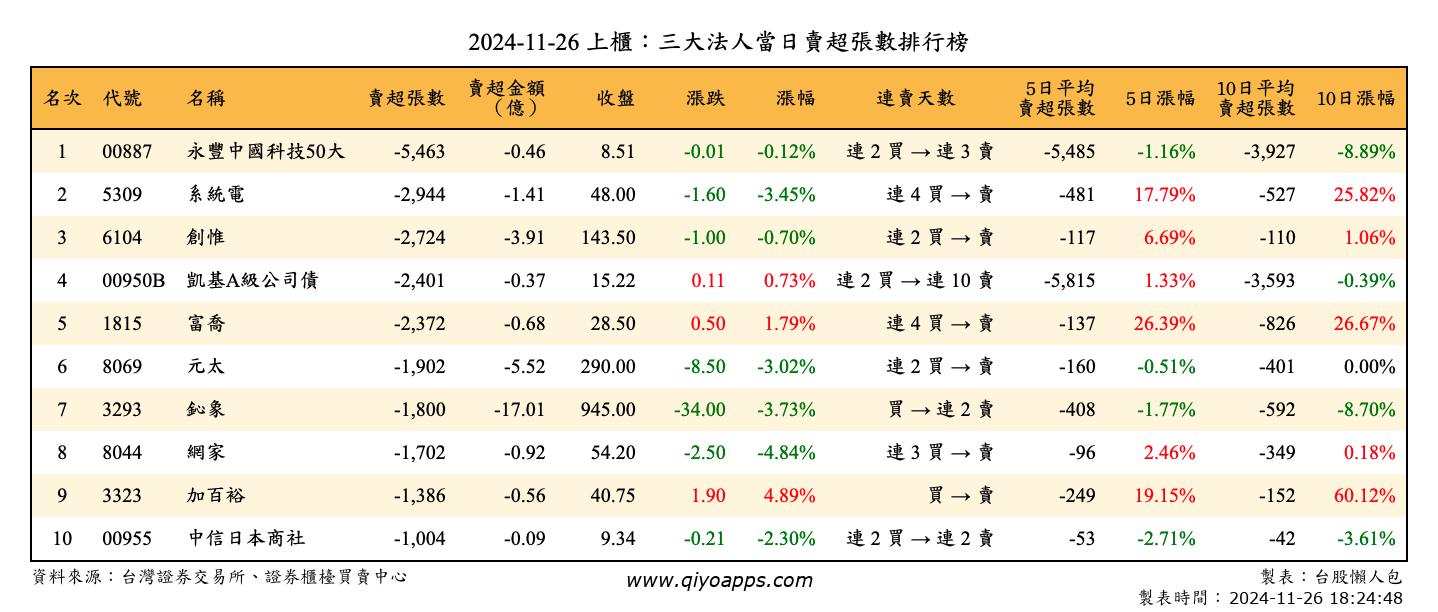 2024-11-26 上櫃：三大法人當日賣超張數排行榜
名次 代號 名稱 賣超張數 賣超金額（億） 收盤 漲跌 漲幅 連賣天數 5日平均賣超張數 5日漲幅 10日平均賣超張數 10日漲幅
1 00887 永豐中國科技50大 -5,463 -0.46 8.51 -0.01 -0.12% 連 2 買 → 連 3 賣 -5,485 -1.16% -3,927 -8.89%
2 5309 系統電 -2,944 -1.41 48.00 -1.60 -3.45% 連 4 買 → 賣 -481 17.79% -527 25.82%
3 6104 創惟 -2,724 -3.91 143.50 -1.00 -0.70% 連 2 買 → 賣 -117 6.69% -110 1.06%
4 00950B 凱基A級公司債 -2,401 -0.37 15.22 0.11 0.73% 連 2 買 → 連 10 賣 -5,815 1.33% -3,593 -0.39%
5 1815 富喬 -2,372 -0.68 28.50 0.50 1.79% 連 4 買 → 賣 -137 26.39% -826 26.67%
6 8069 元太 -1,902 -5.52 290.00 -8.50 -3.02% 連 2 買 → 賣 -160 -0.51% -401 0.00%
7 3293 鈊象 -1,800 -17.01 945.00 -34.00 -3.73% 買 → 連 2 賣 -408 -1.77% -592 -8.70%
8 8044 網家 -1,702 -0.92 54.20 -2.50 -4.84% 連 3 買 → 賣 -96 2.46% -349 0.18%
9 3323 加百裕 -1,386 -0.56 40.75 1.90 4.89% 買 → 賣 -249 19.15% -152 60.12%
10 00955 中信日本商社 -1,004 -0.09 9.34 -0.21 -2.30% 連 2 買 → 連 2 賣 -53 -2.71% -42 -3.61%
資料來源：台灣證券交易所、證券櫃檯買賣中心 www.qiyoapps.com 製表：台股懶人包
製表時間：2024-11-26 18:24:48